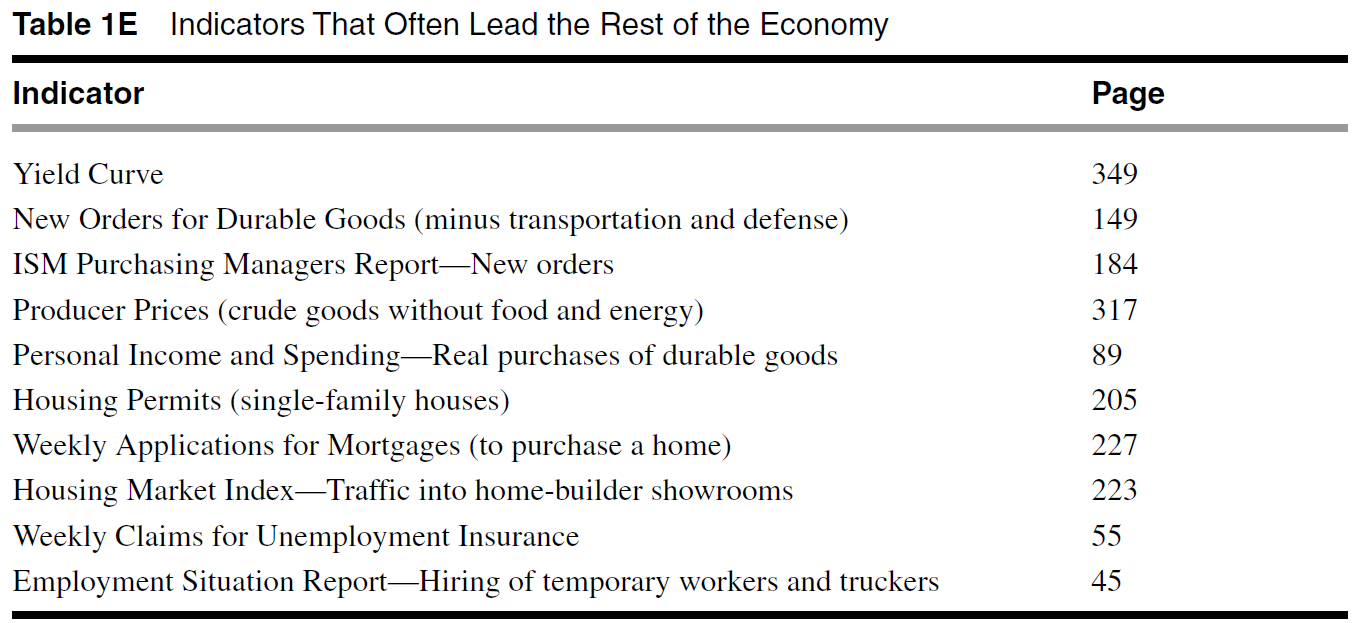 Table 1E Indicators That Often Lead the Rest of the Economy
Indicator Page
Yield Curve 349
New Orders for Durable Goods (minus transportation and defense) 149
ISM Purchasing Managers Report—New orders 184
Producer Prices (crude goods without food and energy) 317
Personal Income and Spending—Real purchases of durable goods 89
Housing Permits (single-family houses) 205
Weekly Applications for Mortgages (to purchase a home) 227
Housing Market Index—Traffic into home-builder showrooms 223
Weekly Claims for Unemployment Insurance 55
Employment Situation Report—Hiring of temporary workers and truckers 45